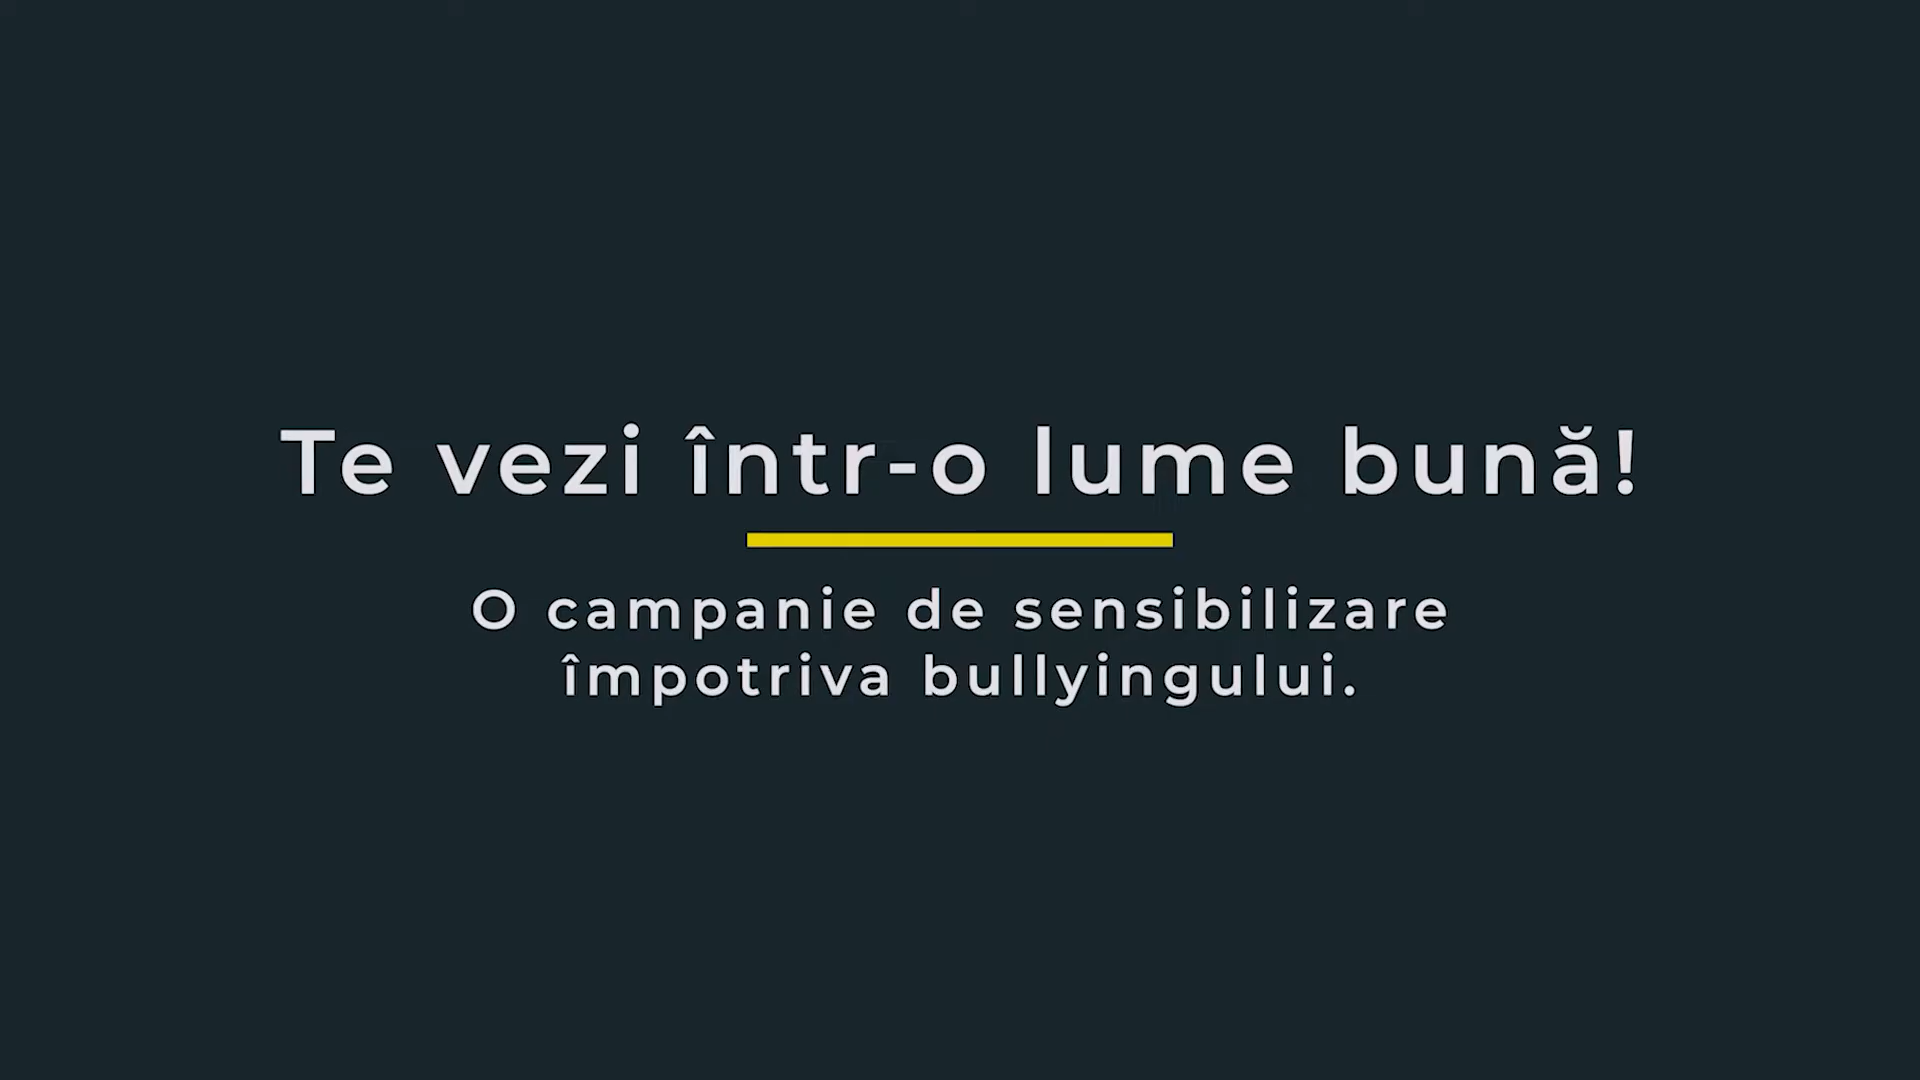 Te vezi într-o lume bună!
O campanie de sensibilizare
împotriva bullyingului.